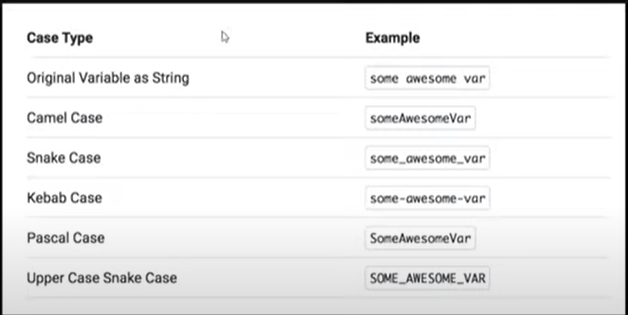 Case Type Example
Original Variable as String some awesome var
Camel Case someAwesomeVar
Snake Case some_awesome_var
Kebab Case some-awesome-var
Pascal Case SomeAwesomeVar
Upper Case Snake Case SOME_AWESOME_VAR